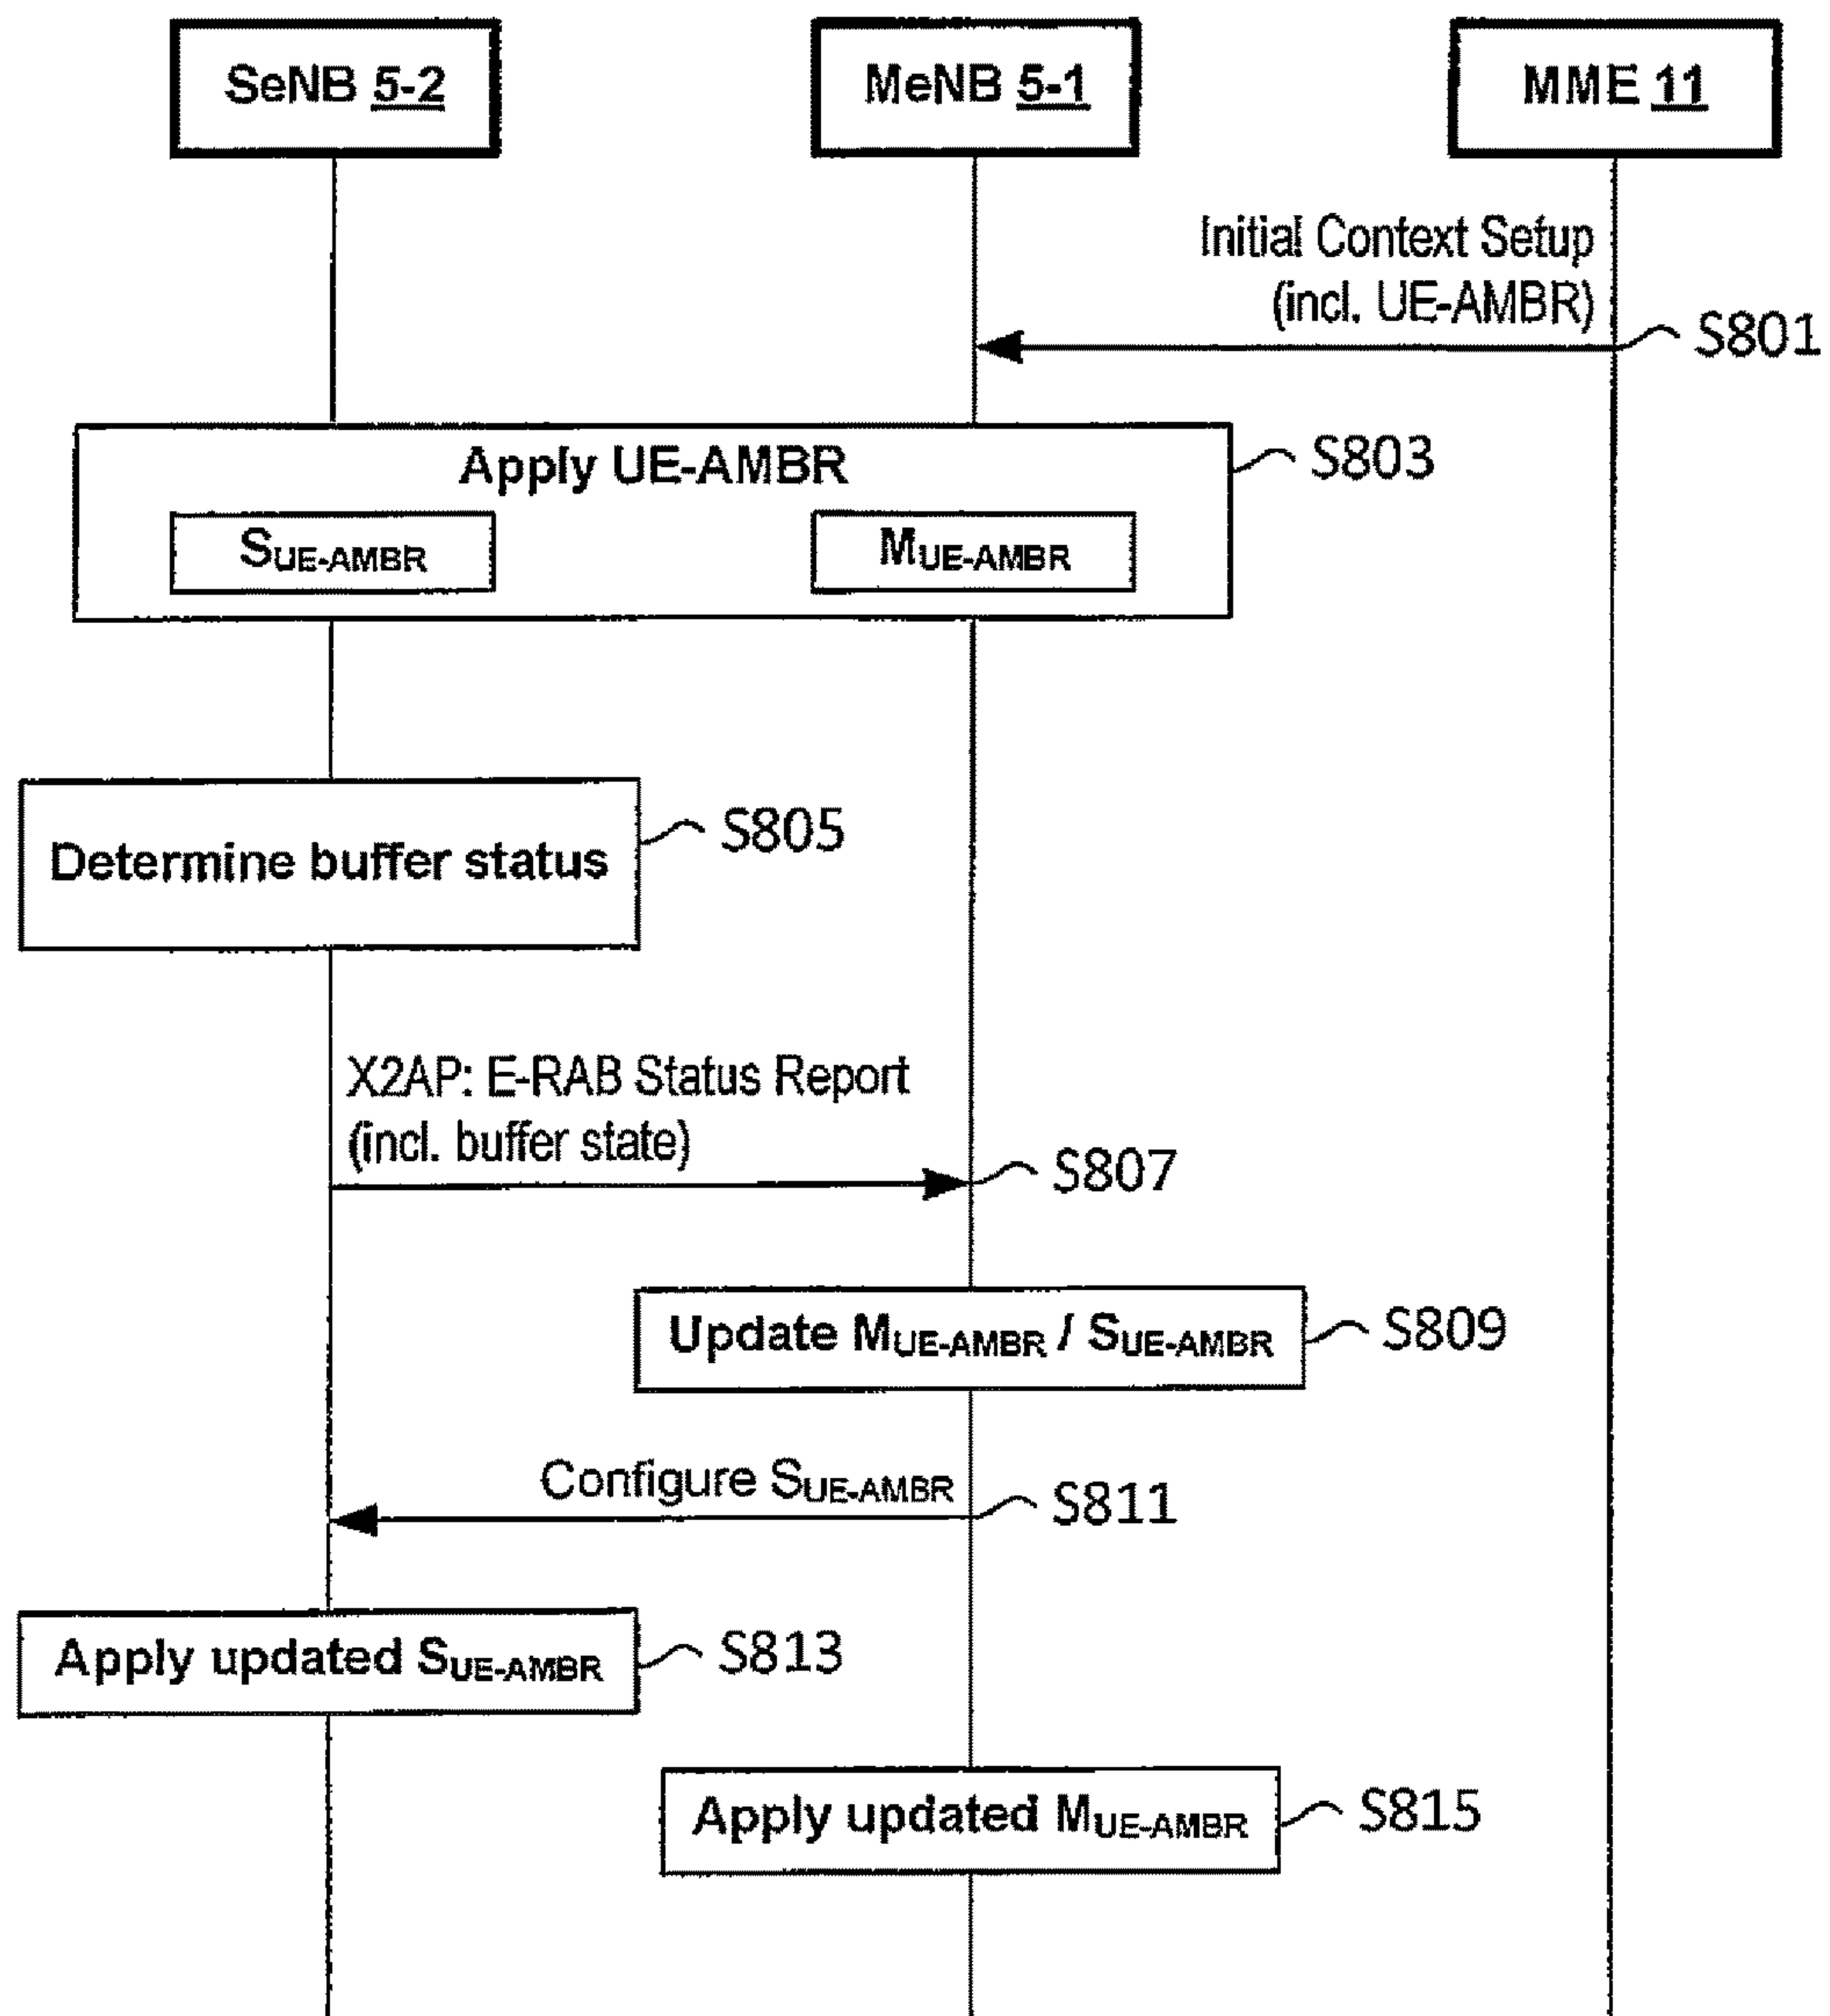 SeNB 5-2
MeNB 5-1
MME 11
Initial Context Setup
(incl. UE-AMBR)
S801
Apply UE-AMBR
S803
SUE-AMBR
MUE-AMBR
Determine buffer status
S805
X2AP: E-RAB Status Report
(incl. buffer state)
S807
Update MUE-AMBR / SUE-AMBR
S809
Configure SUE-AMBR
S811
Apply updated SUE-AMBR
S813
Apply updated MUE-AMBR
S815